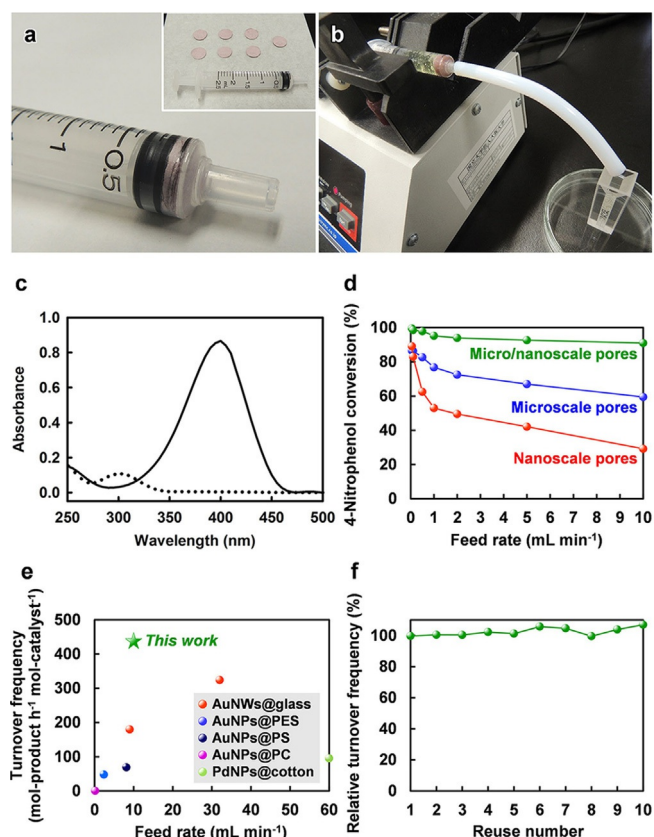 a
b
1
0.5
c
Absorbance
1.0
0.8
0.6
0.4
0.2
0.0
250
300
350
400
450
500
Wavelength (nm)
d
4-Nitrophenol conversion (%)
100
80
60
40
20
0
Micro/nanoscale pores
Microscale pores
Nanoscale pores
0
1
2
3
4
5
6
7
8
9
10
Feed rate (mL min-1)
e
Turnover frequency
(mol-product h-1 mol-catalyst-1)
500
400
300
200
100
0
This work
AuNWs@glass
AuNPs@PES
AuNPs@PS
AuNPs@PC
PdNPs@cotton
0
10
20
30
40
50
60
Feed rate (mL min-1)
f
Relative turnover frequency (%)
100
80
60
40
20
0
1
2
3
4
5
6
7
8
9
10
Reuse number